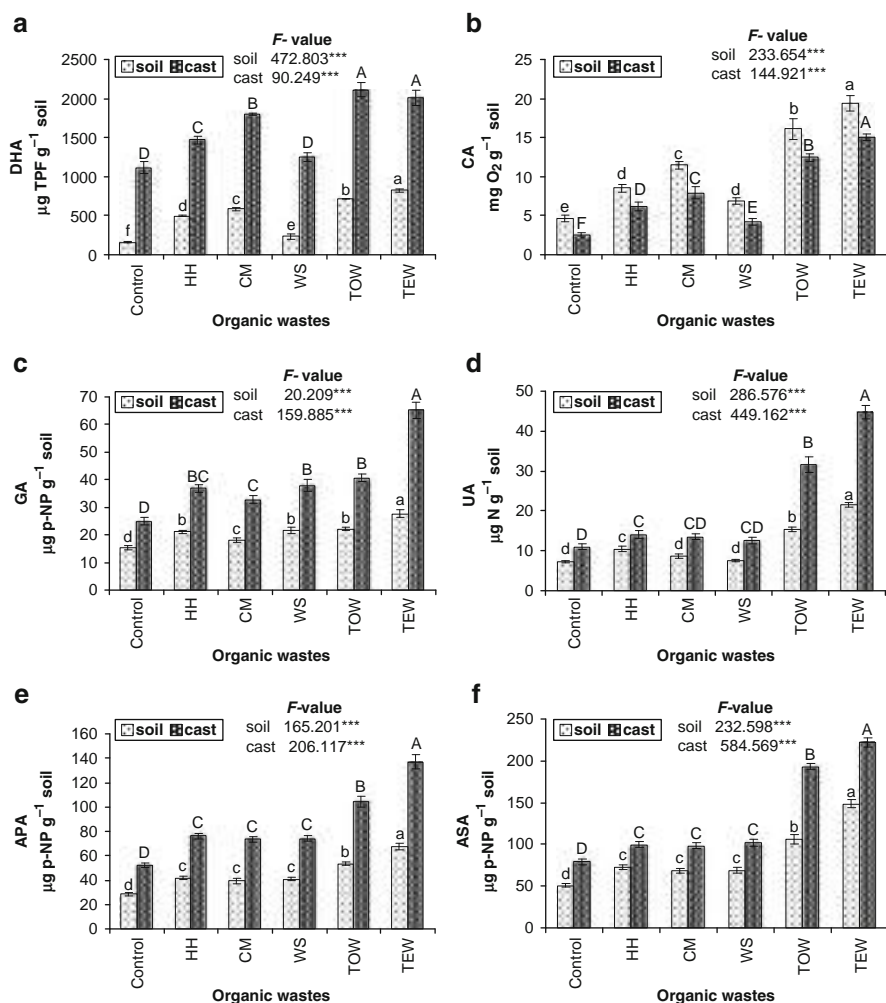 a
F- value
soil cast
soil 472.803***
cast 90.249***
DHA
µg TPF g⁻¹ soil
2500
2000
1500
1000
500
0
f D d C c B e D b A a A
Control HH CM WS TOW TEW
Organic wastes
b
F- value
soil cast
soil 233.654***
cast 144.921***
CA
mg O₂ g⁻¹ soil
25
20
15
10
5
0
e F d D c C d E b B a A
Control HH CM WS TOW TEW
Organic wastes
c
F- value
soil cast
soil 20.209***
cast 159.885***
GA
µg p-NP g⁻¹ soil
70
60
50
40
30
20
10
0
d D b BC c C b B b B a A
Control HH CM WS TOW TEW
Organic wastes
d
F-value
soil cast
soil 286.576***
cast 449.162***
UA
µg N g⁻¹ soil
50
40
30
20
10
0
d D c C d CD d CD b B a A
Control HH CM WS TOW TEW
Organic wastes
e
F-value
soil cast
soil 165.201***
cast 206.117***
APA
µg p-NP g⁻¹ soil
160
140
120
100
80
60
40
20
0
d D c C c C c C b B a A
Control HH CM WS TOW TEW
Organic wastes
f
F-value
soil cast
soil 232.598***
cast 584.569***
ASA
µg p-NP g⁻¹ soil
250
200
150
100
50
0
d D c C c C c C b B a A
Control HH CM WS TOW TEW
Organic wastes